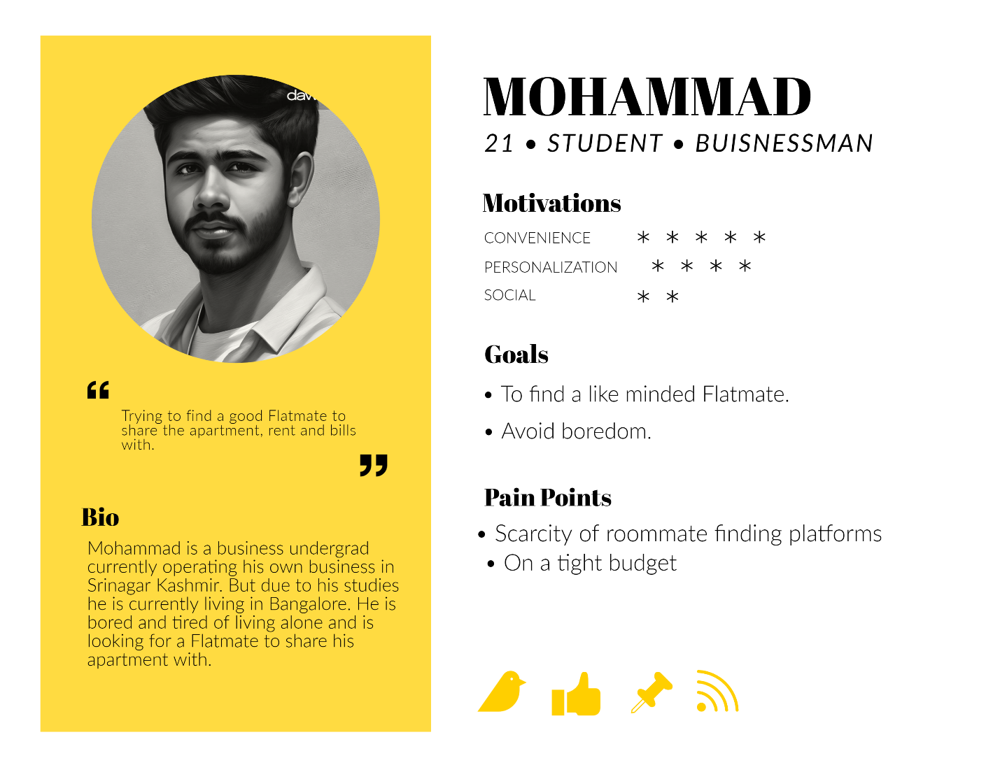 daw
“
Trying to find a good Flatmate to
share the apartment, rent and bills
with.
”
Bio
Mohammad is a business undergrad
currently operating his own business in
Srinagar Kashmir. But due to his studies
he is currently living in Bangalore. He is
bored and tired of living alone and is
looking for a Flatmate to share his
apartment with.
MOHAMMAD
21 • STUDENT • BUISNESSMAN
Motivations
CONVENIENCE * * * * *
PERSONALIZATION * * * *
SOCIAL * *
Goals
• To find a like minded Flatmate.
• Avoid boredom.
Pain Points
• Scarcity of roommate finding platforms
• On a tight budget